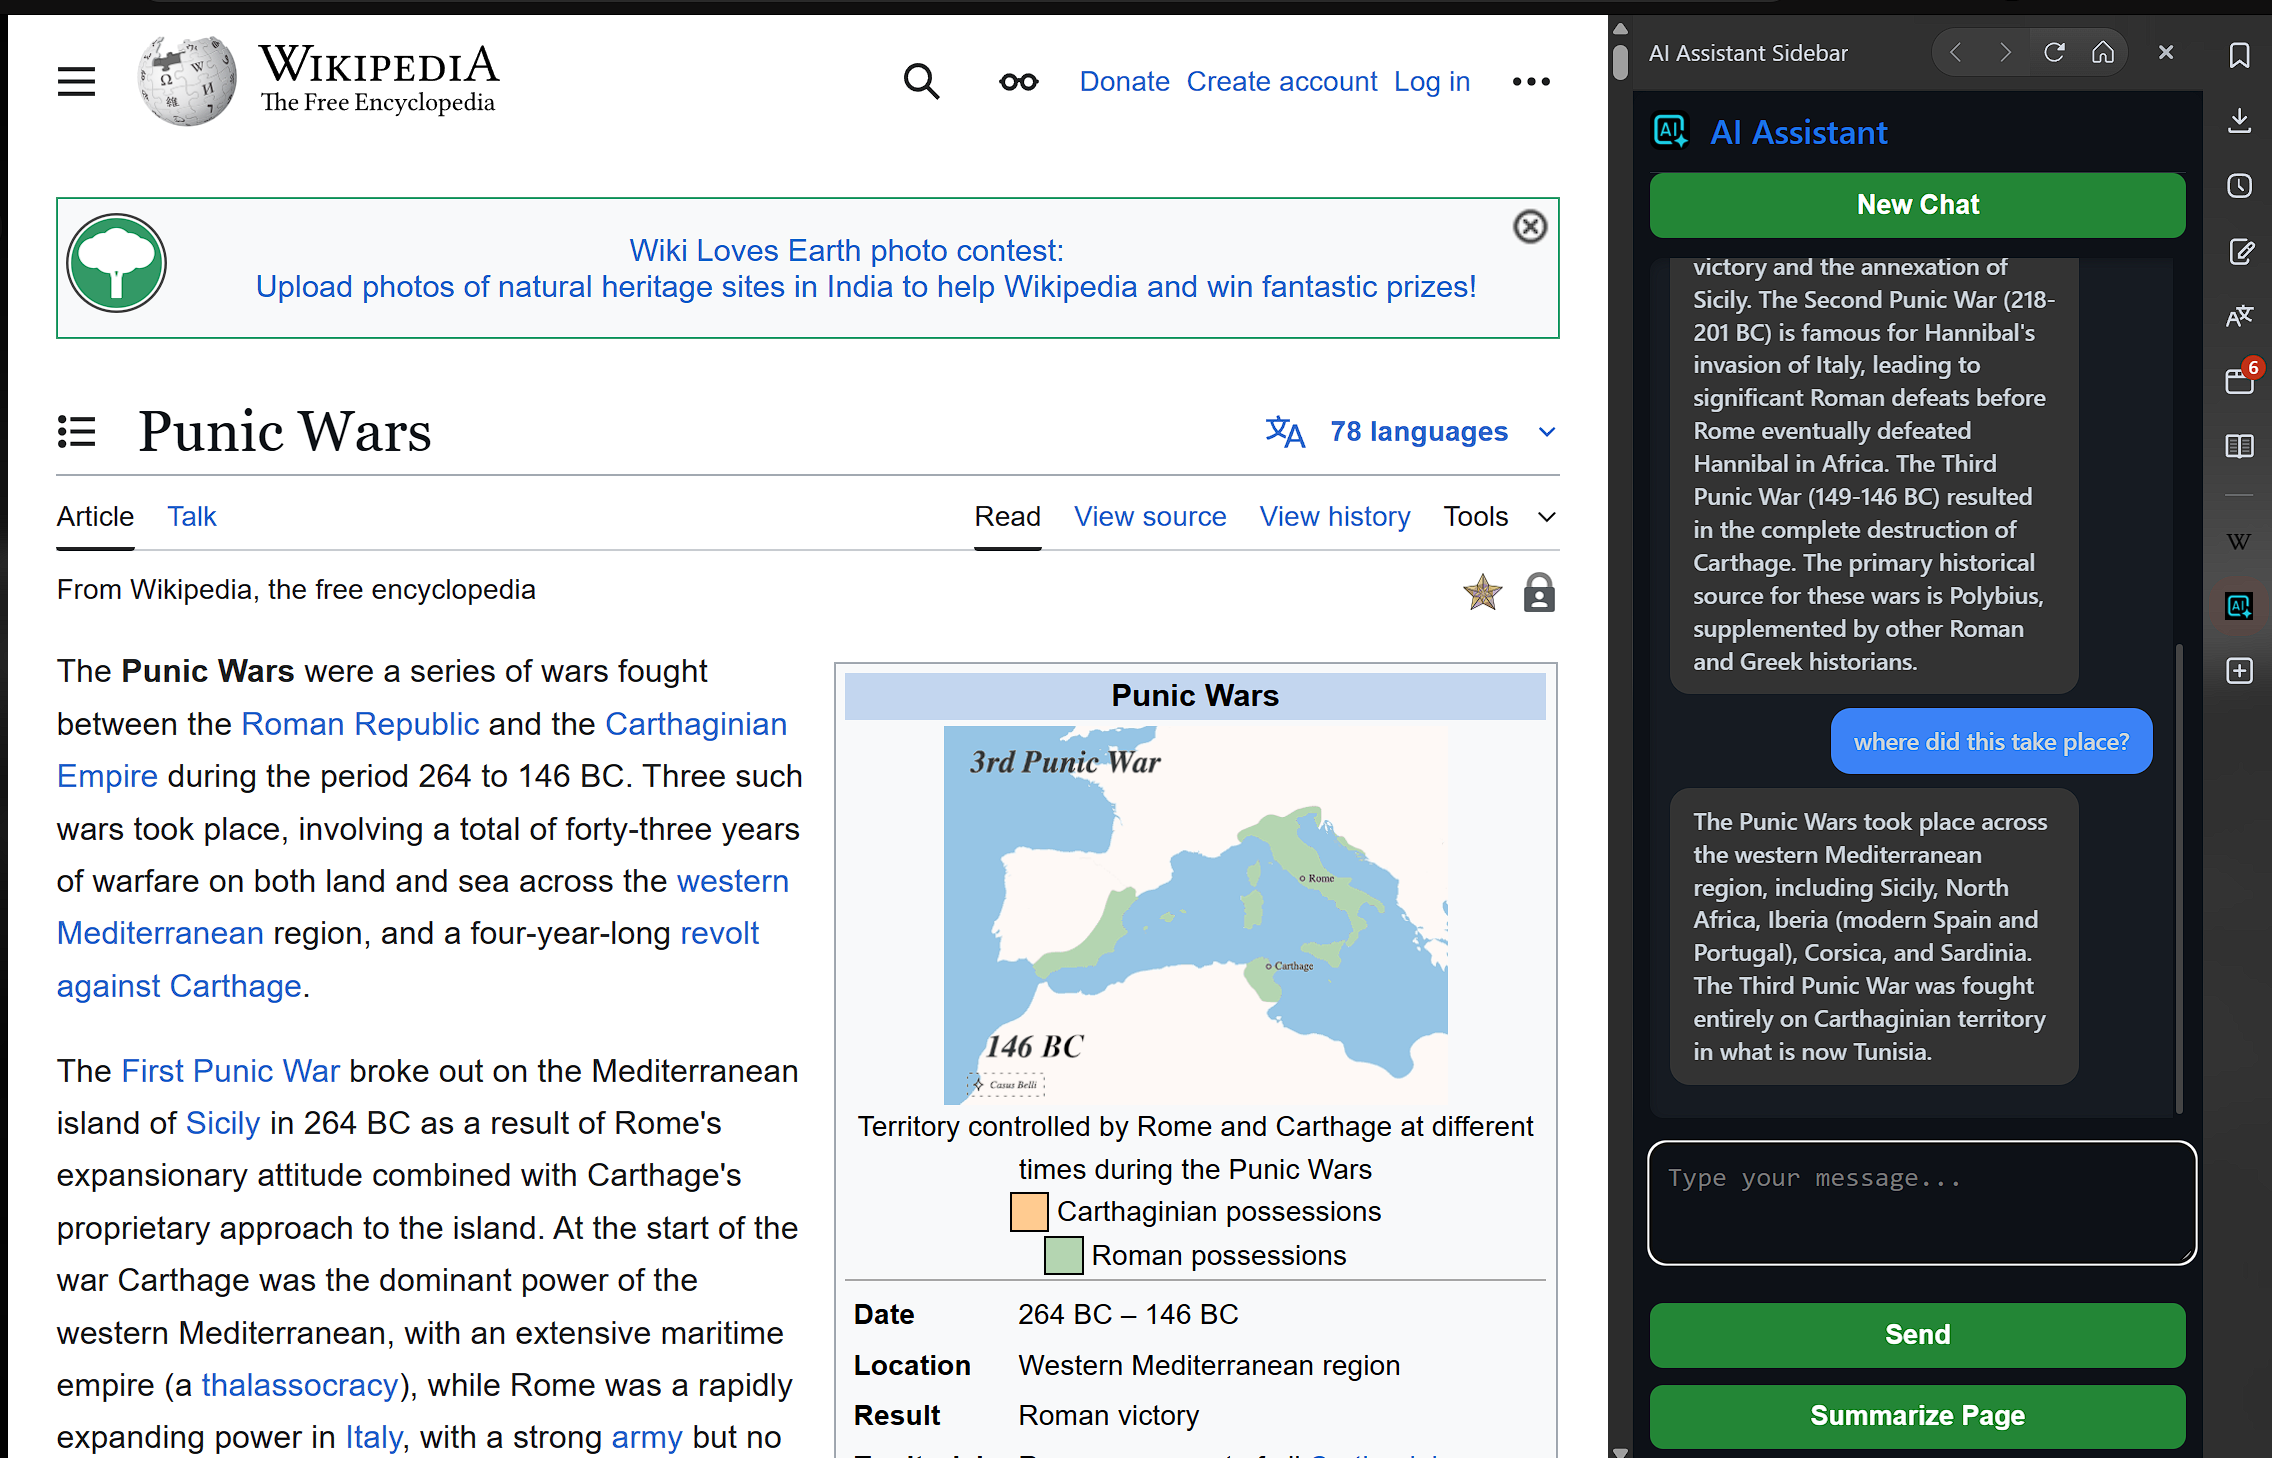 WIKIPEDIA
The Free Encyclopedia
Donate Create account Log in
Wiki Loves Earth photo contest:
Upload photos of natural heritage sites in India to help Wikipedia and win fantastic prizes!
Punic Wars
78 languages
Article Talk
Read View source View history Tools
From Wikipedia, the free encyclopedia
The Punic Wars were a series of wars fought
between the Roman Republic and the Carthaginian
Empire during the period 264 to 146 BC. Three such
wars took place, involving a total of forty-three years
of warfare on both land and sea across the western
Mediterranean region, and a four-year-long revolt
against Carthage.
The First Punic War broke out on the Mediterranean
island of Sicily in 264 BC as a result of Rome's
expansionary attitude combined with Carthage's
proprietary approach to the island. At the start of the
war Carthage was the dominant power of the
western Mediterranean, with an extensive maritime
empire (a thalassocracy), while Rome was a rapidly
expanding power in Italy, with a strong army but no
Punic Wars
3rd Punic War
Rome
Carthage
146 BC
Casus Belli
Territory controlled by Rome and Carthage at different
times during the Punic Wars
Carthaginian possessions
Roman possessions
Date 264 BC – 146 BC
Location Western Mediterranean region
Result Roman victory
AI Assistant Sidebar
AI AI Assistant
New Chat
victory and the annexation of
Sicily. The Second Punic War (218-
201 BC) is famous for Hannibal's
invasion of Italy, leading to
significant Roman defeats before
Rome eventually defeated
Hannibal in Africa. The Third
Punic War (149-146 BC) resulted
in the complete destruction of
Carthage. The primary historical
source for these wars is Polybius,
supplemented by other Roman
and Greek historians.
where did this take place?
The Punic Wars took place across
the western Mediterranean
region, including Sicily, North
Africa, Iberia (modern Spain and
Portugal), Corsica, and Sardinia.
The Third Punic War was fought
entirely on Carthaginian territory
in what is now Tunisia.
Type your message...
Send
Summarize Page
6
W
AI